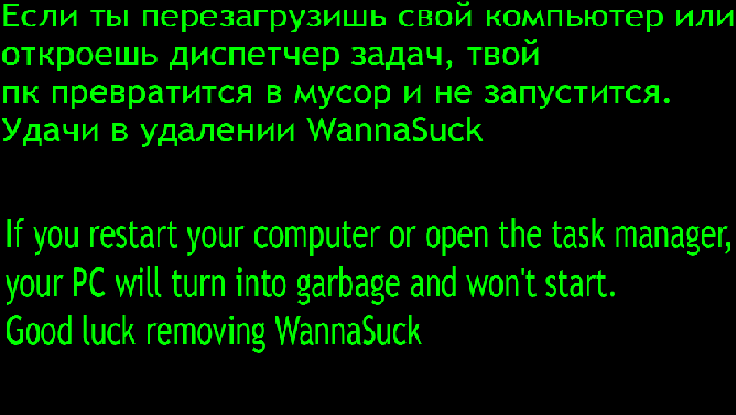 Если ты перезагрузишь свой компьютер или
откроешь диспетчер задач, твой
пк превратится в мусор и не запустится.
Удачи в удалении WannaSuck
If you restart your computer or open the task manager,
your PC will turn into garbage and won't start.
Good luck removing WannaSuck